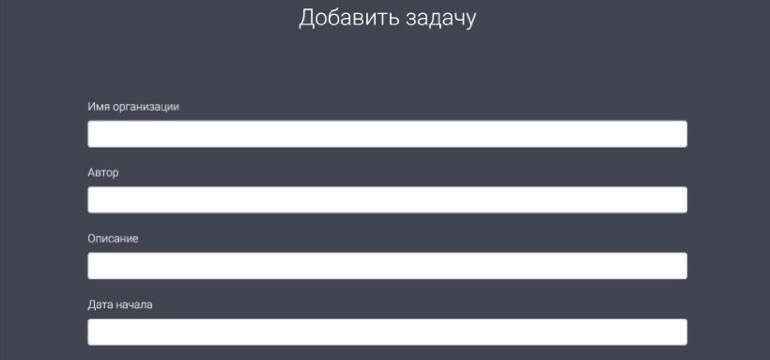 Добавить задачу
Имя организации
Автор
Описание
Дата начала